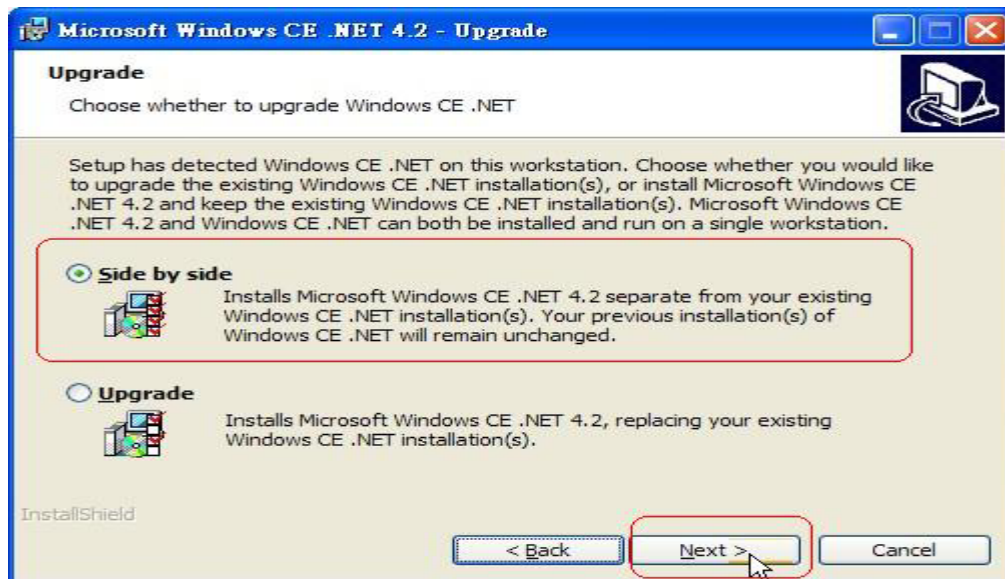 Microsoft Windows CE .NET 4.2 - Upgrade
Upgrade
Choose whether to upgrade Windows CE .NET
Setup has detected Windows CE .NET on this workstation. Choose whether you would like
to upgrade the existing Windows CE .NET installation(s), or install Microsoft Windows CE
.NET 4.2 and keep the existing Windows CE .NET installation(s). Microsoft Windows CE
.NET 4.2 and Windows CE .NET can both be installed and run on a single workstation.
Side by side
Installs Microsoft Windows CE .NET 4.2 separate from your existing
Windows CE .NET installation(s). Your previous installation(s) of
Windows CE .NET will remain unchanged.
Upgrade
Installs Microsoft Windows CE .NET 4.2, replacing your existing
Windows CE .NET installation(s).
InstallShield
< Back Next > Cancel